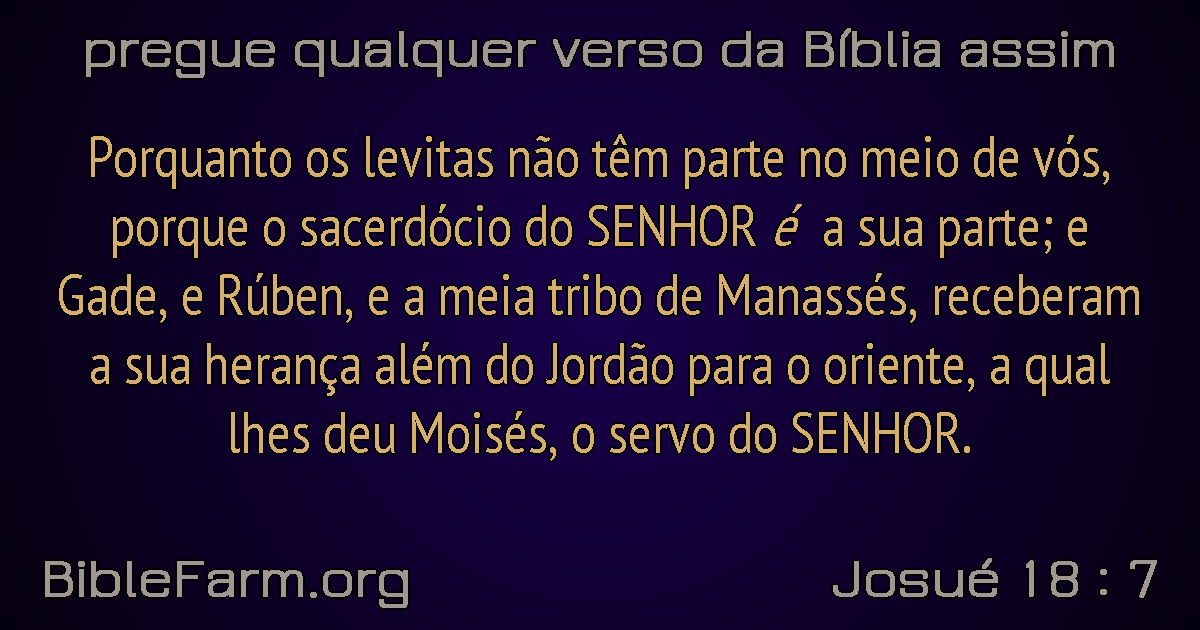 pregue qualquer verso da Bíblia assim
Porquanto os levitas não têm parte no meio de vós,
porque o sacerdócio do SENHOR é a sua parte; e
Gade, e Rúben, e a meia tribo de Manassés, receberam
a sua herança além do Jordão para o oriente, a qual
lhes deu Moisés, o servo do SENHOR.
BibleFarm.org
Josué 18 : 7